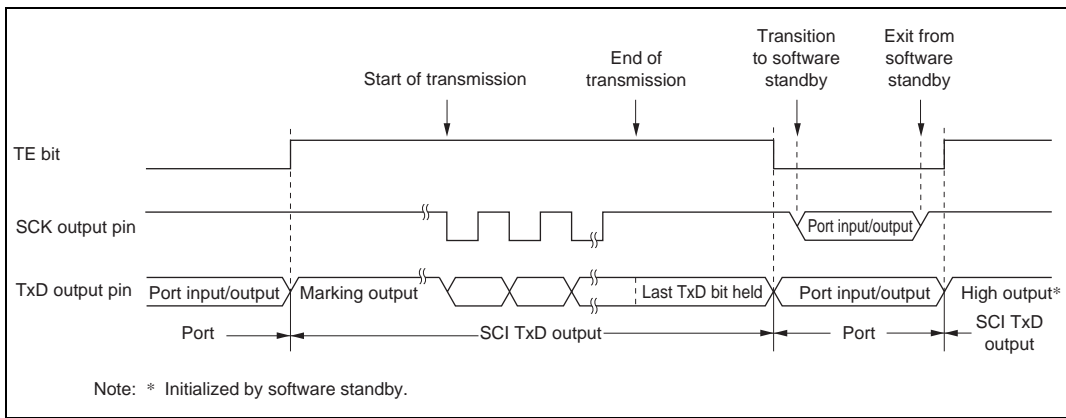 Transition
to software
standby
Exit from
software
standby
Start of transmission
End of
transmission
TE bit
SCK output pin
Port input/output
TxD output pin
Port input/output
Marking output
Last TxD bit held
Port input/output
High output*
Port
SCI TxD output
Port
SCI TxD
output
Note: * Initialized by software standby.